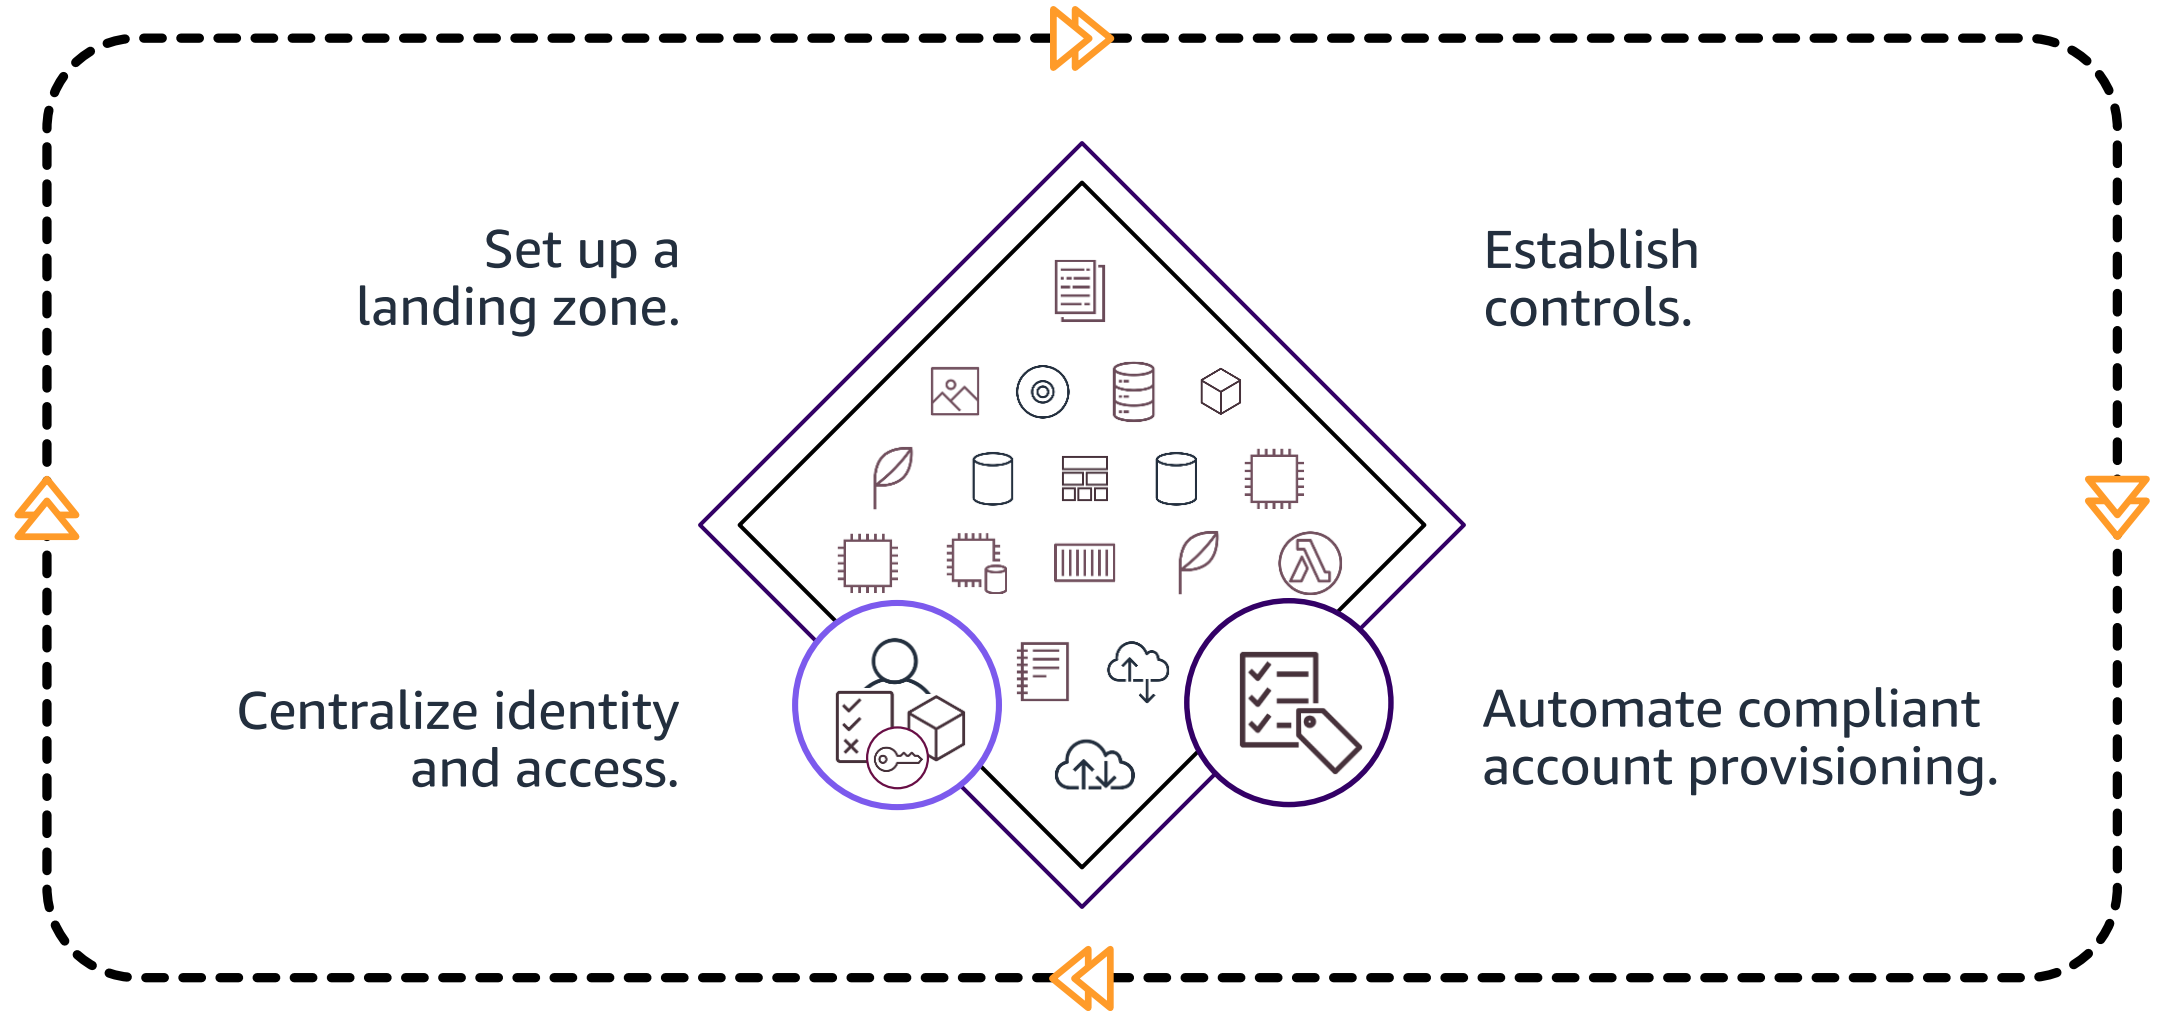 Set up a
landing zone.
Establish
controls.
Centralize identity
and access.
Automate compliant
account provisioning.